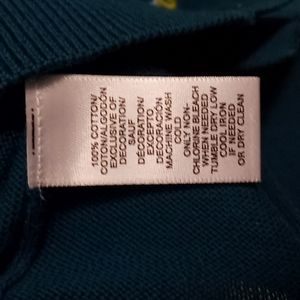 100% COTTON/
COTON/ALGODÓN
EXCLUSIVE OF
DECORATION/
SAUF
DÉCORATION/
EXCEPTO
DECORACIÓN
MACHINE WASH
COLD
ONLY NON-
CHLORINE BLEACH
WHEN NEEDED
TUMBLE DRY LOW
COOL IRON
IF NEEDED
OR DRY CLEAN